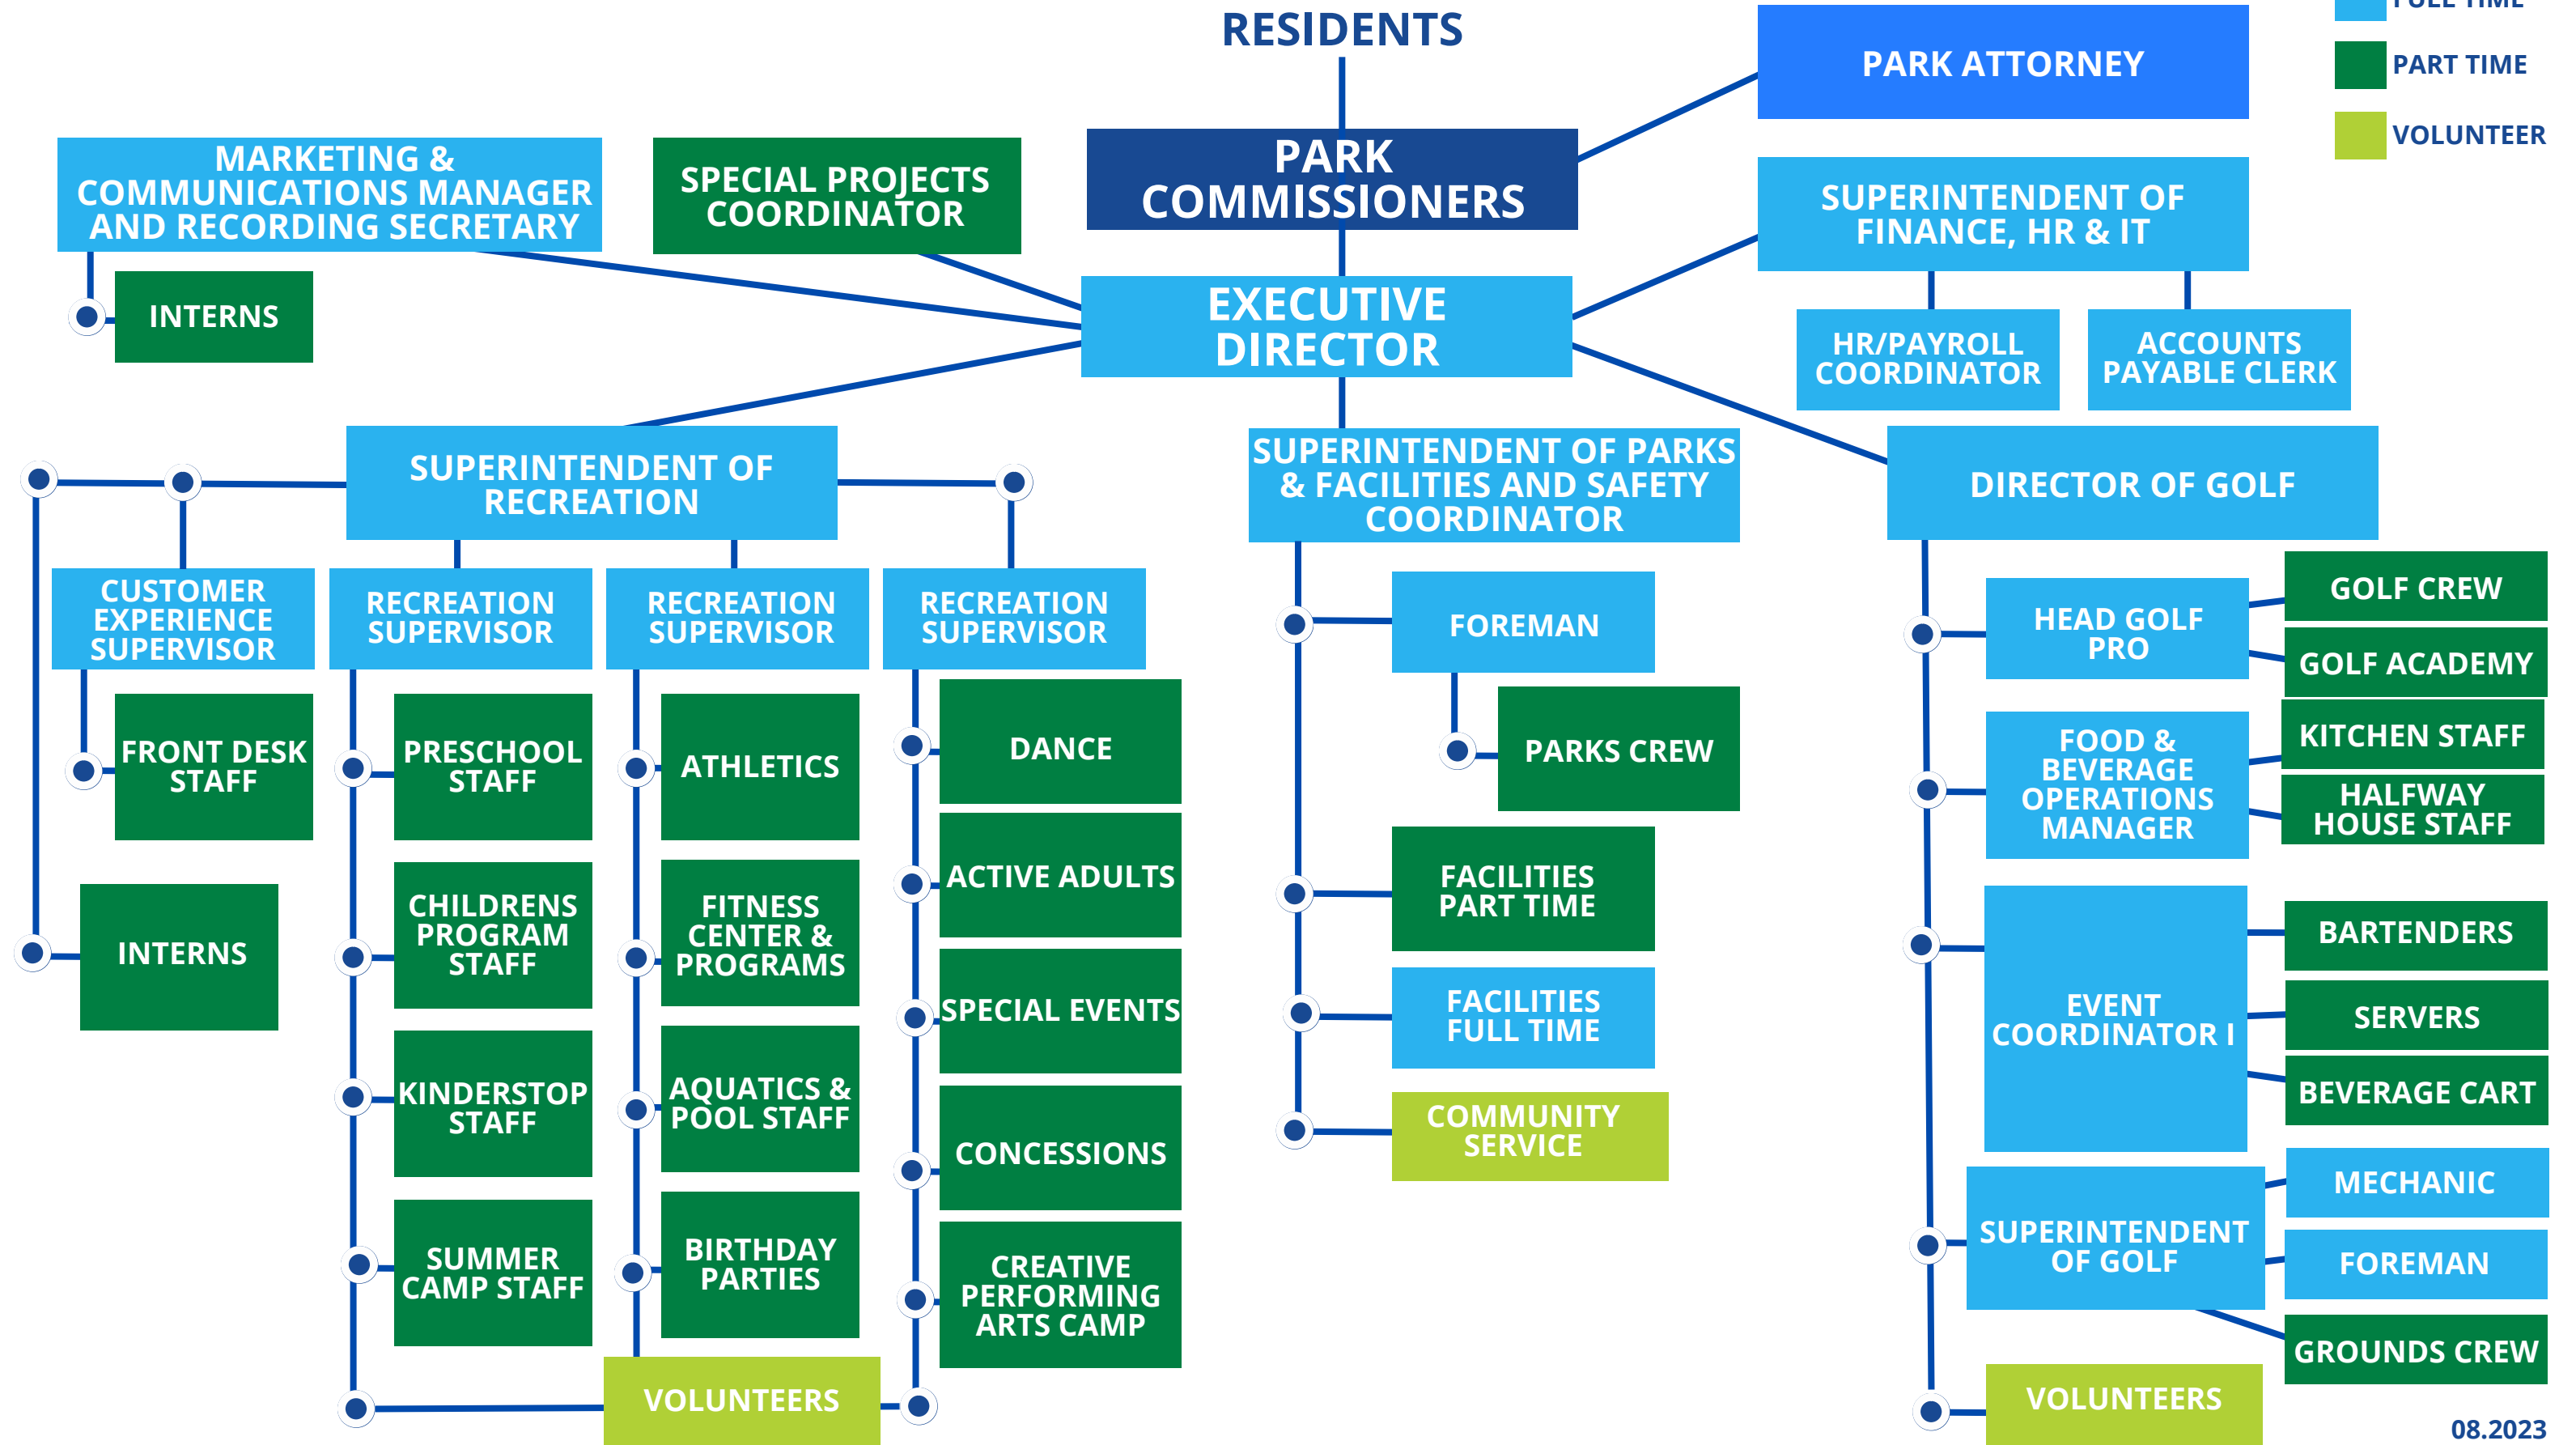 RESIDENTS
FULL TIME
PARK ATTORNEY
PART TIME
VOLUNTEER
PARK
COMMISSIONERS
MARKETING &
COMMUNICATIONS MANAGER
AND RECORDING SECRETARY
SPECIAL PROJECTS
COORDINATOR
SUPERINTENDENT OF
FINANCE, HR & IT
INTERNS
EXECUTIVE
DIRECTOR
HR/PAYROLL
COORDINATOR
ACCOUNTS
PAYABLE CLERK
SUPERINTENDENT OF
RECREATION
SUPERINTENDENT OF PARKS
& FACILITIES AND SAFETY
COORDINATOR
DIRECTOR OF GOLF
CUSTOMER
EXPERIENCE
SUPERVISOR
RECREATION
SUPERVISOR
RECREATION
SUPERVISOR
RECREATION
SUPERVISOR
FRONT DESK
STAFF
INTERNS
PRESCHOOL
STAFF
CHILDRENS
PROGRAM
STAFF
KINDERSTOP
STAFF
SUMMER
CAMP STAFF
ATHLETICS
FITNESS
CENTER &
PROGRAMS
AQUATICS &
POOL STAFF
BIRTHDAY
PARTIES
VOLUNTEERS
DANCE
ACTIVE ADULTS
SPECIAL EVENTS
CONCESSIONS
CREATIVE
PERFORMING
ARTS CAMP
FOREMAN
PARKS CREW
FACILITIES
PART TIME
FACILITIES
FULL TIME
COMMUNITY
SERVICE
HEAD GOLF
PRO
GOLF CREW
GOLF ACADEMY
FOOD &
BEVERAGE
OPERATIONS
MANAGER
KITCHEN STAFF
HALFWAY
HOUSE STAFF
EVENT
COORDINATOR I
BARTENDERS
SERVERS
BEVERAGE CART
SUPERINTENDENT
OF GOLF
MECHANIC
FOREMAN
GROUNDS CREW
VOLUNTEERS
08.2023